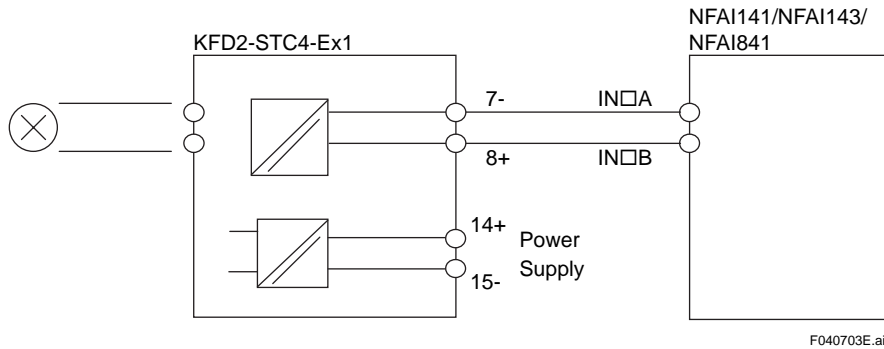 NFAI141/NFAI143/
NFAI841
KFD2-STC4-Ex1
7-
IN□A
8+
IN□B
14+
Power
Supply
15-
F040703E.ai